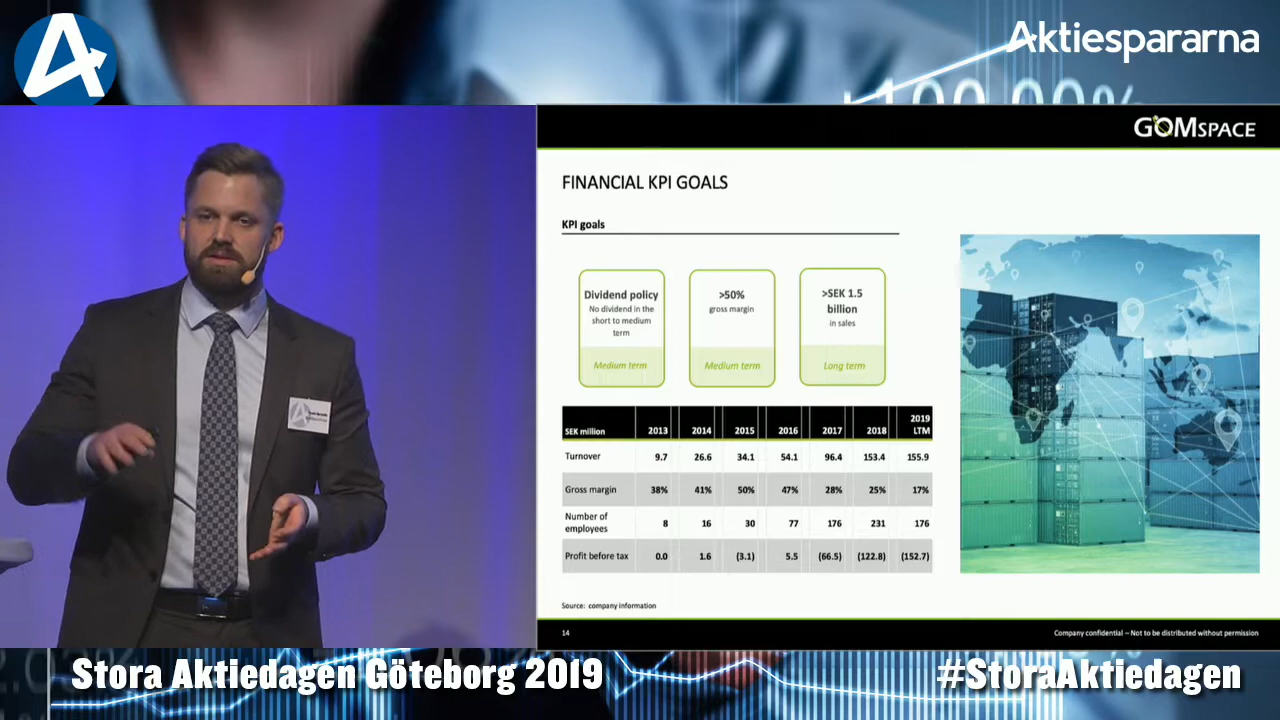 Aktiespararna
100,00%
GOMSPACE
FINANCIAL KPI GOALS
KPI goals
Dividend policy
No dividend in the
short to medium
term
Medium term
>50%
gross margin
Medium term
>SEK 1.5
billion
in sales
Long term
SEK million 2013 2014 2015 2016 2017 2018 2019 LTM
Turnover 9.7 26.6 34.1 54.1 96.4 153.4 155.9
Gross margin 38% 41% 50% 47% 28% 25% 17%
Number of employees 8 16 30 77 176 231 176
Profit before tax 0.0 1.6 (3.1) 5.5 (66.5) (122.8) (152.7)
Source: company information
14
Company confidential – Not to be distributed without permission
Stora Aktiedagen Göteborg 2019
#StoraAktiedagen